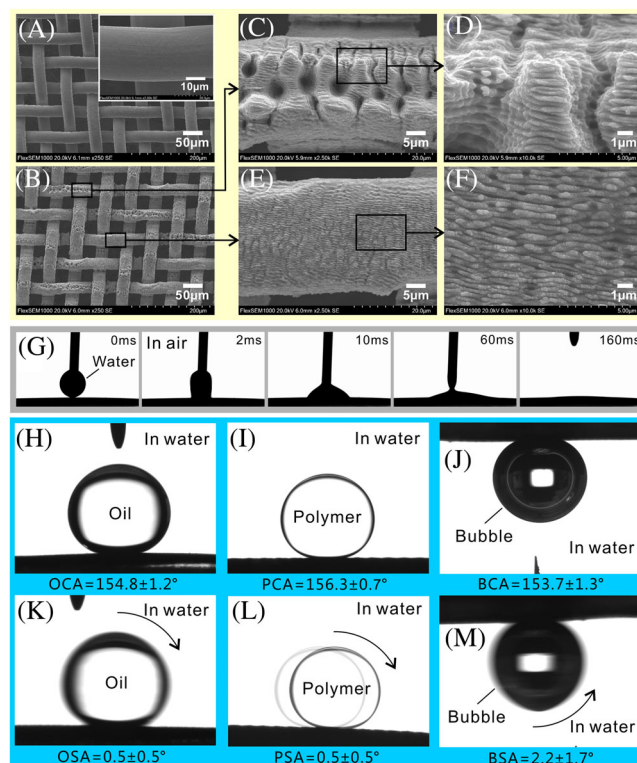 (A)
10μm
50μm
FlexSEM1000 20.0kV 6.1mm x250 SE
200μm
(C)
5μm
FlexSEM1000 20.0kV 5.9mm x2.50k SE
20.0μm
(D)
1μm
FlexSEM1000 20.0kV 5.9mm x10.0k SE
5.00μm
(B)
50μm
FlexSEM1000 20.0kV 6.0mm x250 SE
200μm
(E)
5μm
FlexSEM1000 20.0kV 6.0mm x2.50k SE
20.0μm
(F)
1μm
FlexSEM1000 20.0kV 6.0mm x10.0k SE
5.00μm
(G)
0ms
Water
In air
2ms
10ms
60ms
160ms
(H)
In water
Oil
OCA=154.8±1.2°
(I)
In water
Polymer
PCA=156.3±0.7°
(J)
Bubble
In water
BCA=153.7±1.3°
(K)
In water
Oil
OSA=0.5±0.5°
(L)
In water
Polymer
PSA=0.5±0.5°
(M)
Bubble
In water
BSA=2.2±1.7°